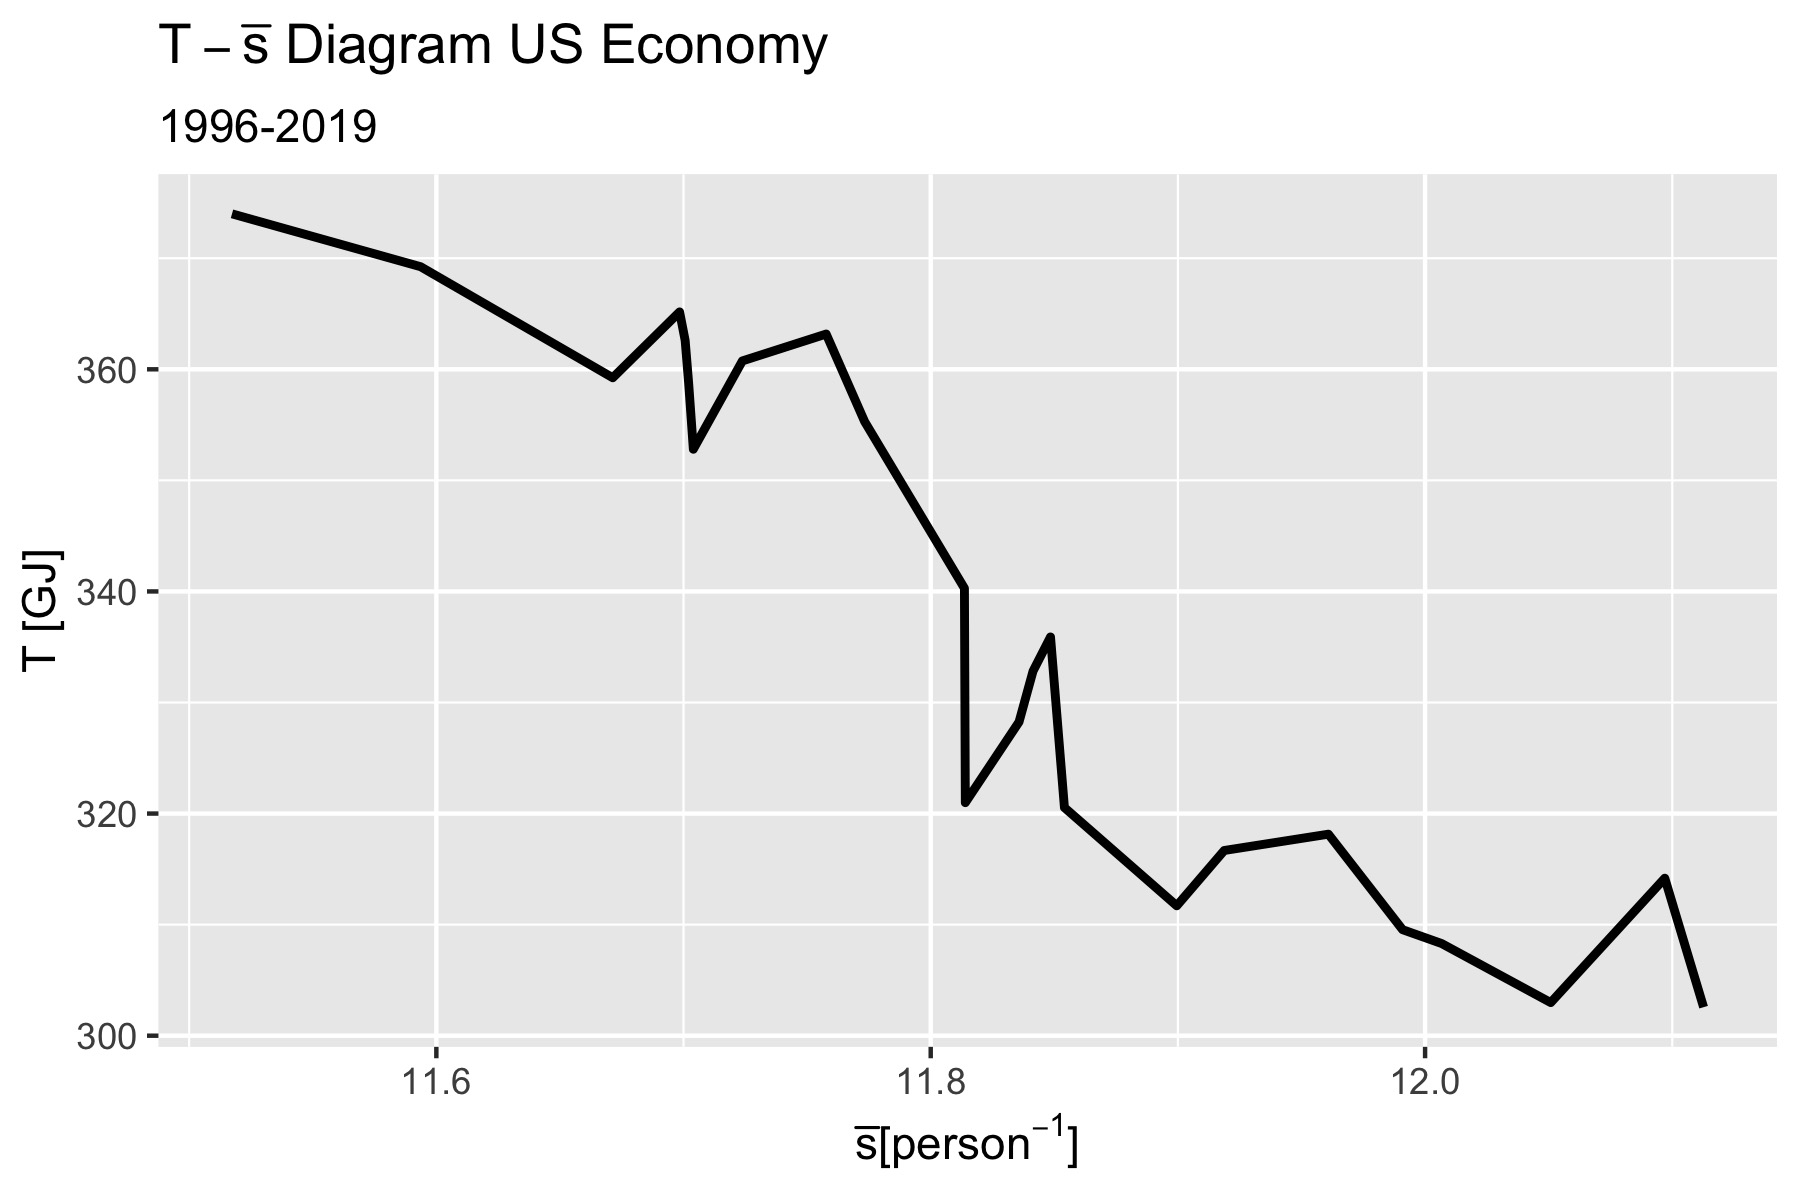 T – s̅ Diagram US Economy
1996-2019
T [GJ]
360
340
320
300
11.6
11.8
12.0
s̅[person⁻¹]